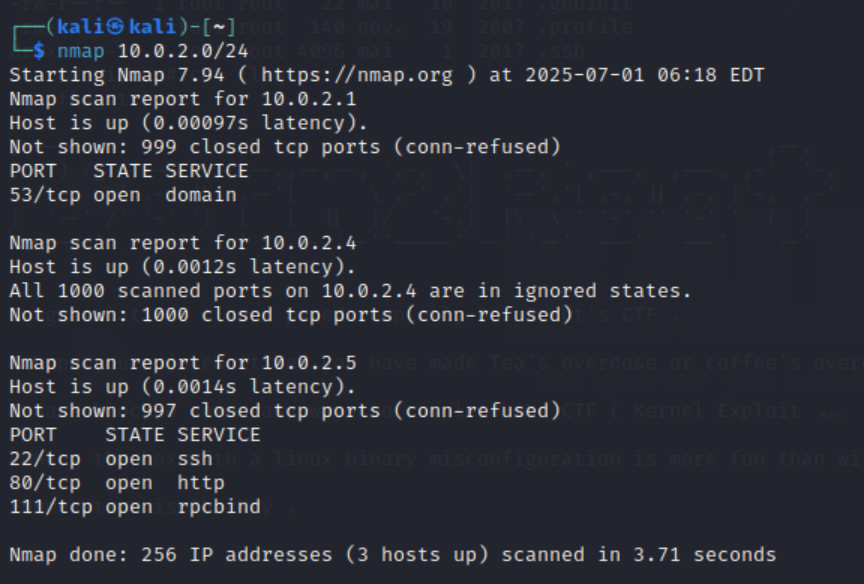 ┌──(kali㉿kali)-[~]
└─$ nmap 10.0.2.0/24
Starting Nmap 7.94 ( https://nmap.org ) at 2025-07-01 06:18 EDT
Nmap scan report for 10.0.2.1
Host is up (0.00097s latency).
Not shown: 999 closed tcp ports (conn-refused)
PORT   STATE SERVICE
53/tcp open  domain

Nmap scan report for 10.0.2.4
Host is up (0.0012s latency).
All 1000 scanned ports on 10.0.2.4 are in ignored states.
Not shown: 1000 closed tcp ports (conn-refused)

Nmap scan report for 10.0.2.5
Host is up (0.0014s latency).
Not shown: 997 closed tcp ports (conn-refused)
PORT    STATE SERVICE
22/tcp  open  ssh
80/tcp  open  http
111/tcp open  rpcbind

Nmap done: 256 IP addresses (3 hosts up) scanned in 3.71 seconds